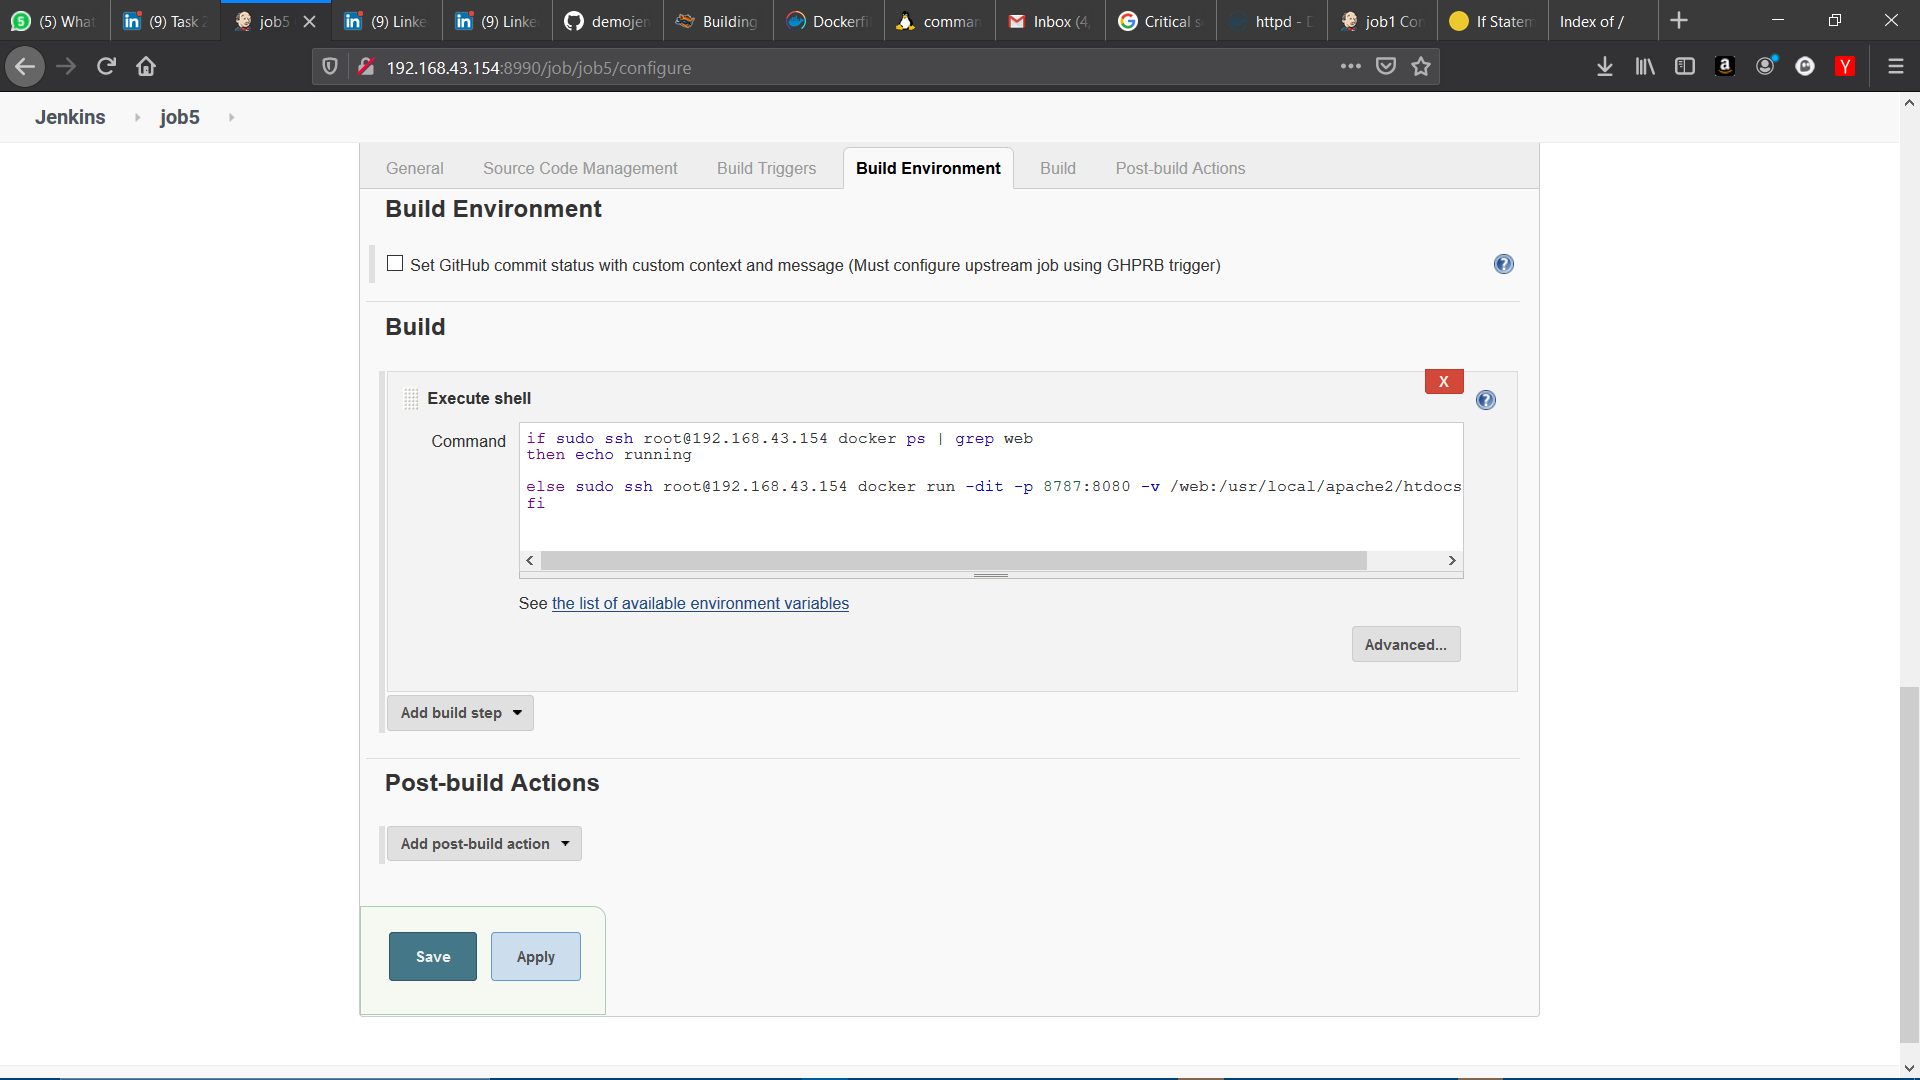 (5) What
(9) Task
job5
(9) Linke
(9) Linke
demojen
Building
Dockerfi
comman
Inbox (4,
Critical s
httpd - D
job1 Con
If Statem
Index of /
192.168.43.154:8990/job/job5/configure
Jenkins job5
General Source Code Management Build Triggers Build Environment Build Post-build Actions
Build Environment
Set GitHub commit status with custom context and message (Must configure upstream job using GHPRB trigger)
Build
X
Execute shell
Command
if sudo ssh root@192.168.43.154 docker ps | grep web
then echo running
else sudo ssh root@192.168.43.154 docker run -dit -p 8787:8080 -v /web:/usr/local/apache2/htdocs
fi
See the list of available environment variables
Advanced...
Add build step
Post-build Actions
Add post-build action
Save Apply